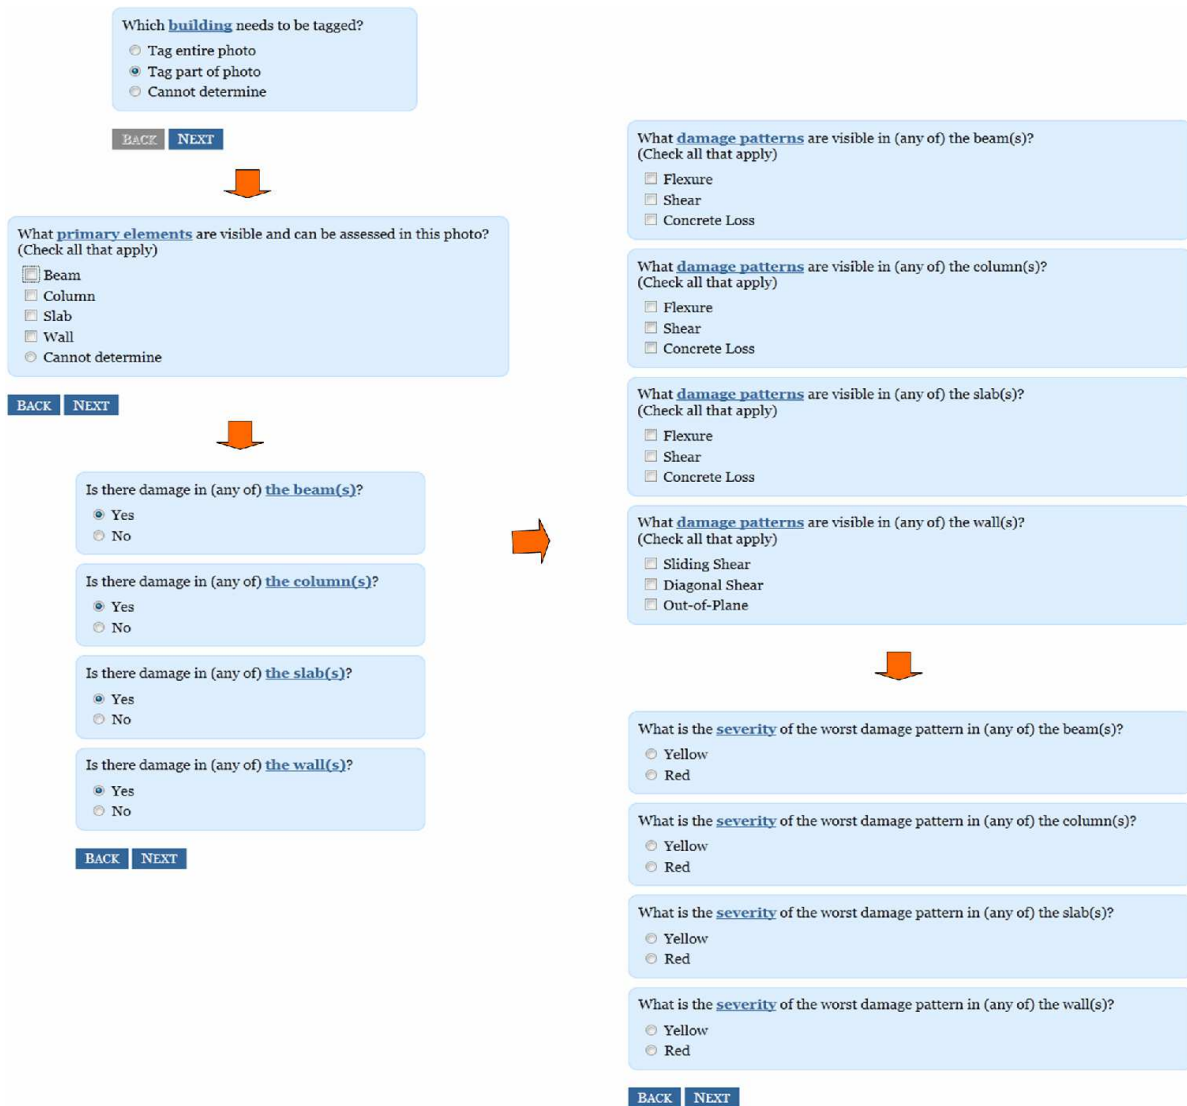 Which building needs to be tagged?
Tag entire photo
Tag part of photo
Cannot determine
BACK NEXT
What primary elements are visible and can be assessed in this photo?
(Check all that apply)
Beam
Column
Slab
Wall
Cannot determine
BACK NEXT
Is there damage in (any of) the beam(s)?
Yes
No
Is there damage in (any of) the column(s)?
Yes
No
Is there damage in (any of) the slab(s)?
Yes
No
Is there damage in (any of) the wall(s)?
Yes
No
BACK NEXT
What damage patterns are visible in (any of) the beam(s)?
(Check all that apply)
Flexure
Shear
Concrete Loss
What damage patterns are visible in (any of) the column(s)?
(Check all that apply)
Flexure
Shear
Concrete Loss
What damage patterns are visible in (any of) the slab(s)?
(Check all that apply)
Flexure
Shear
Concrete Loss
What damage patterns are visible in (any of) the wall(s)?
(Check all that apply)
Sliding Shear
Diagonal Shear
Out-of-Plane
What is the severity of the worst damage pattern in (any of) the beam(s)?
Yellow
Red
What is the severity of the worst damage pattern in (any of) the column(s)?
Yellow
Red
What is the severity of the worst damage pattern in (any of) the slab(s)?
Yellow
Red
What is the severity of the worst damage pattern in (any of) the wall(s)?
Yellow
Red
BACK NEXT